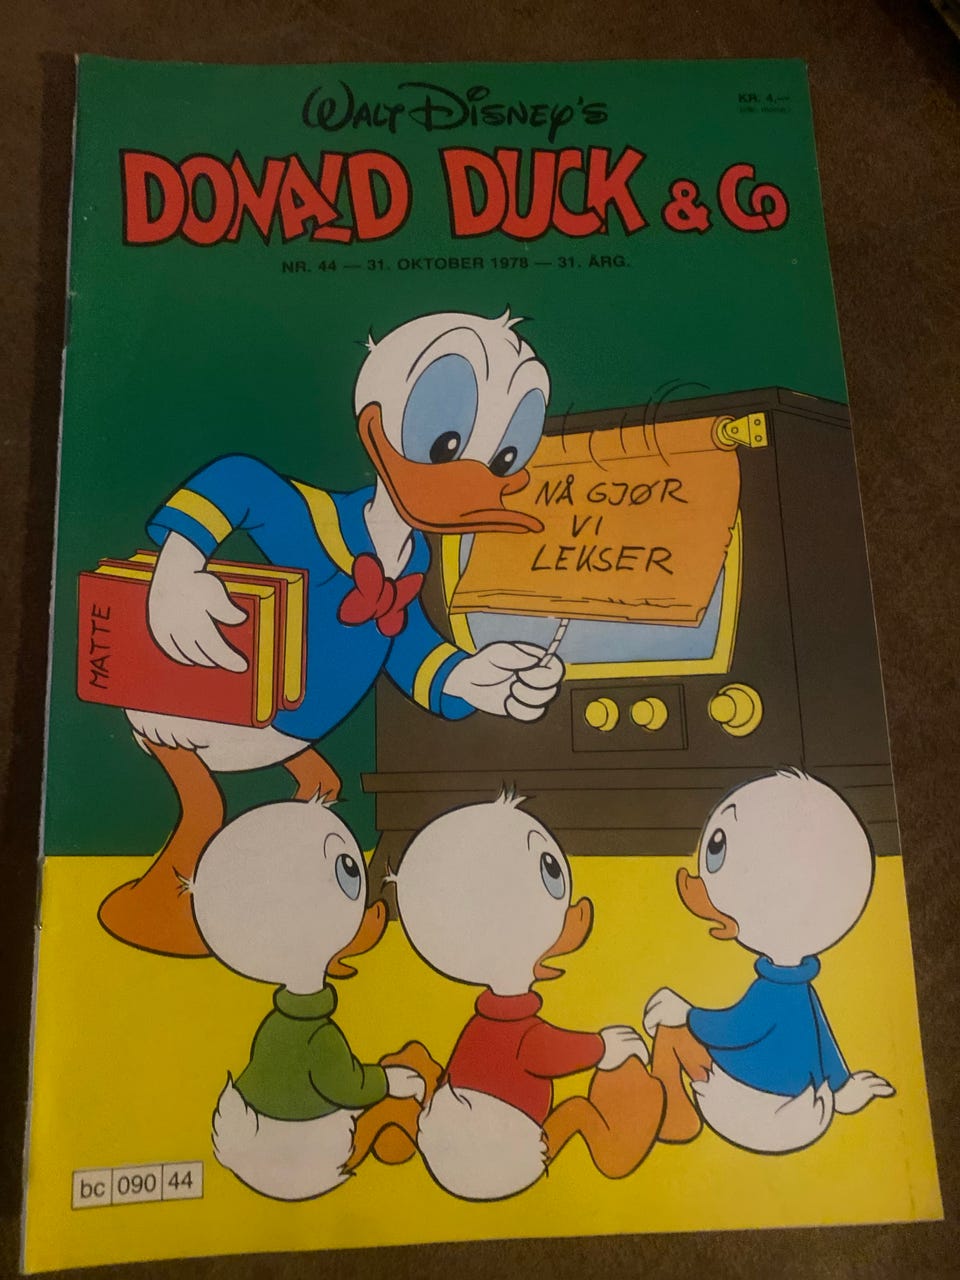 WALT DISNEY'S
KR. 4,—
DONALD DUCK & Co
NR. 44 — 31. OKTOBER 1978 — 31. ÅRG.
NÅ GJØR
VI
LEKSER
MATTE
bc 090 44